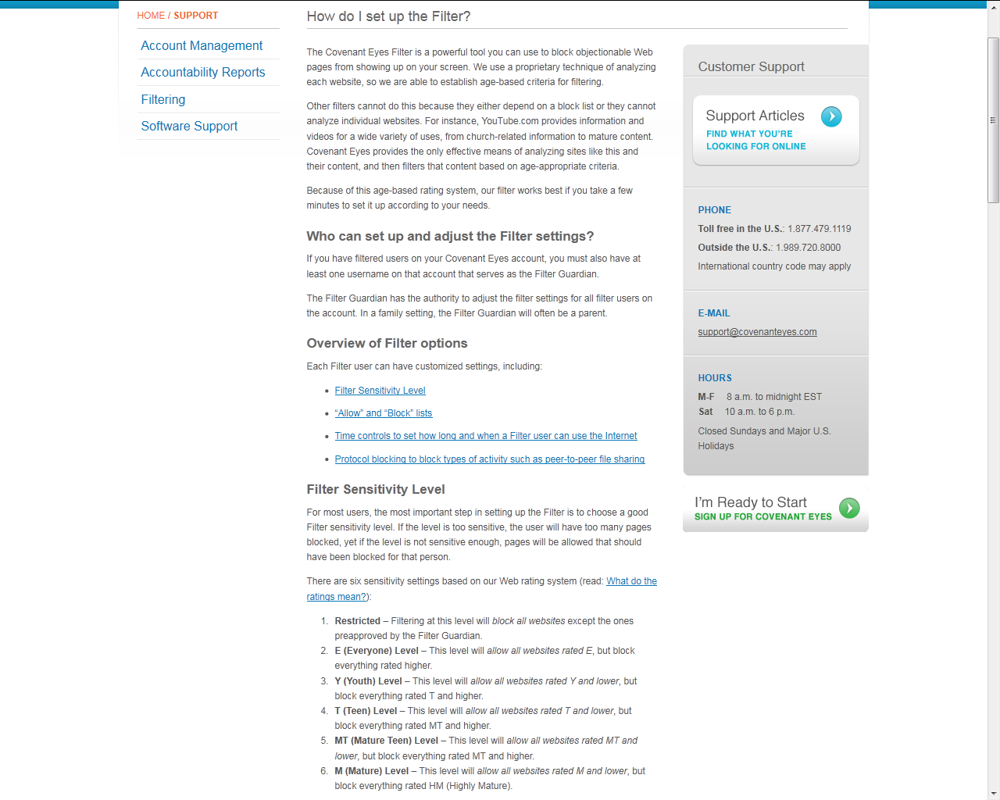 HOME / SUPPORT
Account Management
Accountability Reports
Filtering
Software Support
How do I set up the Filter?
The Covenant Eyes Filter is a powerful tool you can use to block objectionable Web
pages from showing up on your screen. We use a proprietary technique of analyzing
each website, so we are able to establish age-based criteria for filtering.
Other filters cannot do this because they either depend on a block list or they cannot
analyze individual websites. For instance, YouTube.com provides information and
videos for a wide variety of uses, from church-related information to mature content.
Covenant Eyes provides the only effective means of analyzing sites like this and
their content, and then filters that content based on age-appropriate criteria.
Because of this age-based rating system, our filter works best if you take a few
minutes to set it up according to your needs.
Who can set up and adjust the Filter settings?
If you have filtered users on your Covenant Eyes account, you must also have at
least one username on that account that serves as the Filter Guardian.
The Filter Guardian has the authority to adjust the filter settings for all filter users on
the account. In a family setting, the Filter Guardian will often be a parent.
Overview of Filter options
Each Filter user can have customized settings, including:
• Filter Sensitivity Level
• “Allow” and “Block” lists
• Time controls to set how long and when a Filter user can use the Internet
• Protocol blocking to block types of activity such as peer-to-peer file sharing
Filter Sensitivity Level
For most users, the most important step in setting up the Filter is to choose a good
Filter sensitivity level. If the level is too sensitive, the user will have too many pages
blocked, yet if the level is not sensitive enough, pages will be allowed that should
have been blocked for that person.
There are six sensitivity settings based on our Web rating system (read: What do the
ratings mean?):
1. Restricted – Filtering at this level will block all websites except the ones
preapproved by the Filter Guardian.
2. E (Everyone) Level – This level will allow all websites rated E, but block
everything rated higher.
3. Y (Youth) Level – This level will allow all websites rated Y and lower, but
block everything rated T and higher.
4. T (Teen) Level – This level will allow all websites rated T and lower, but
block everything rated MT and higher.
5. MT (Mature Teen) Level – This level will allow all websites rated MT and
lower, but block everything rated MT and higher.
6. M (Mature) Level – This level will allow all websites rated M and lower, but
block everything rated HM (Highly Mature).
Customer Support
Support Articles
FIND WHAT YOU'RE
LOOKING FOR ONLINE
PHONE
Toll free in the U.S.: 1.877.479.1119
Outside the U.S.: 1.989.720.8000
International country code may apply
E-MAIL
support@covenanteyes.com
HOURS
M-F 8 a.m. to midnight EST
Sat 10 a.m. to 6 p.m.
Closed Sundays and Major U.S.
Holidays
I'm Ready to Start
SIGN UP FOR COVENANT EYES